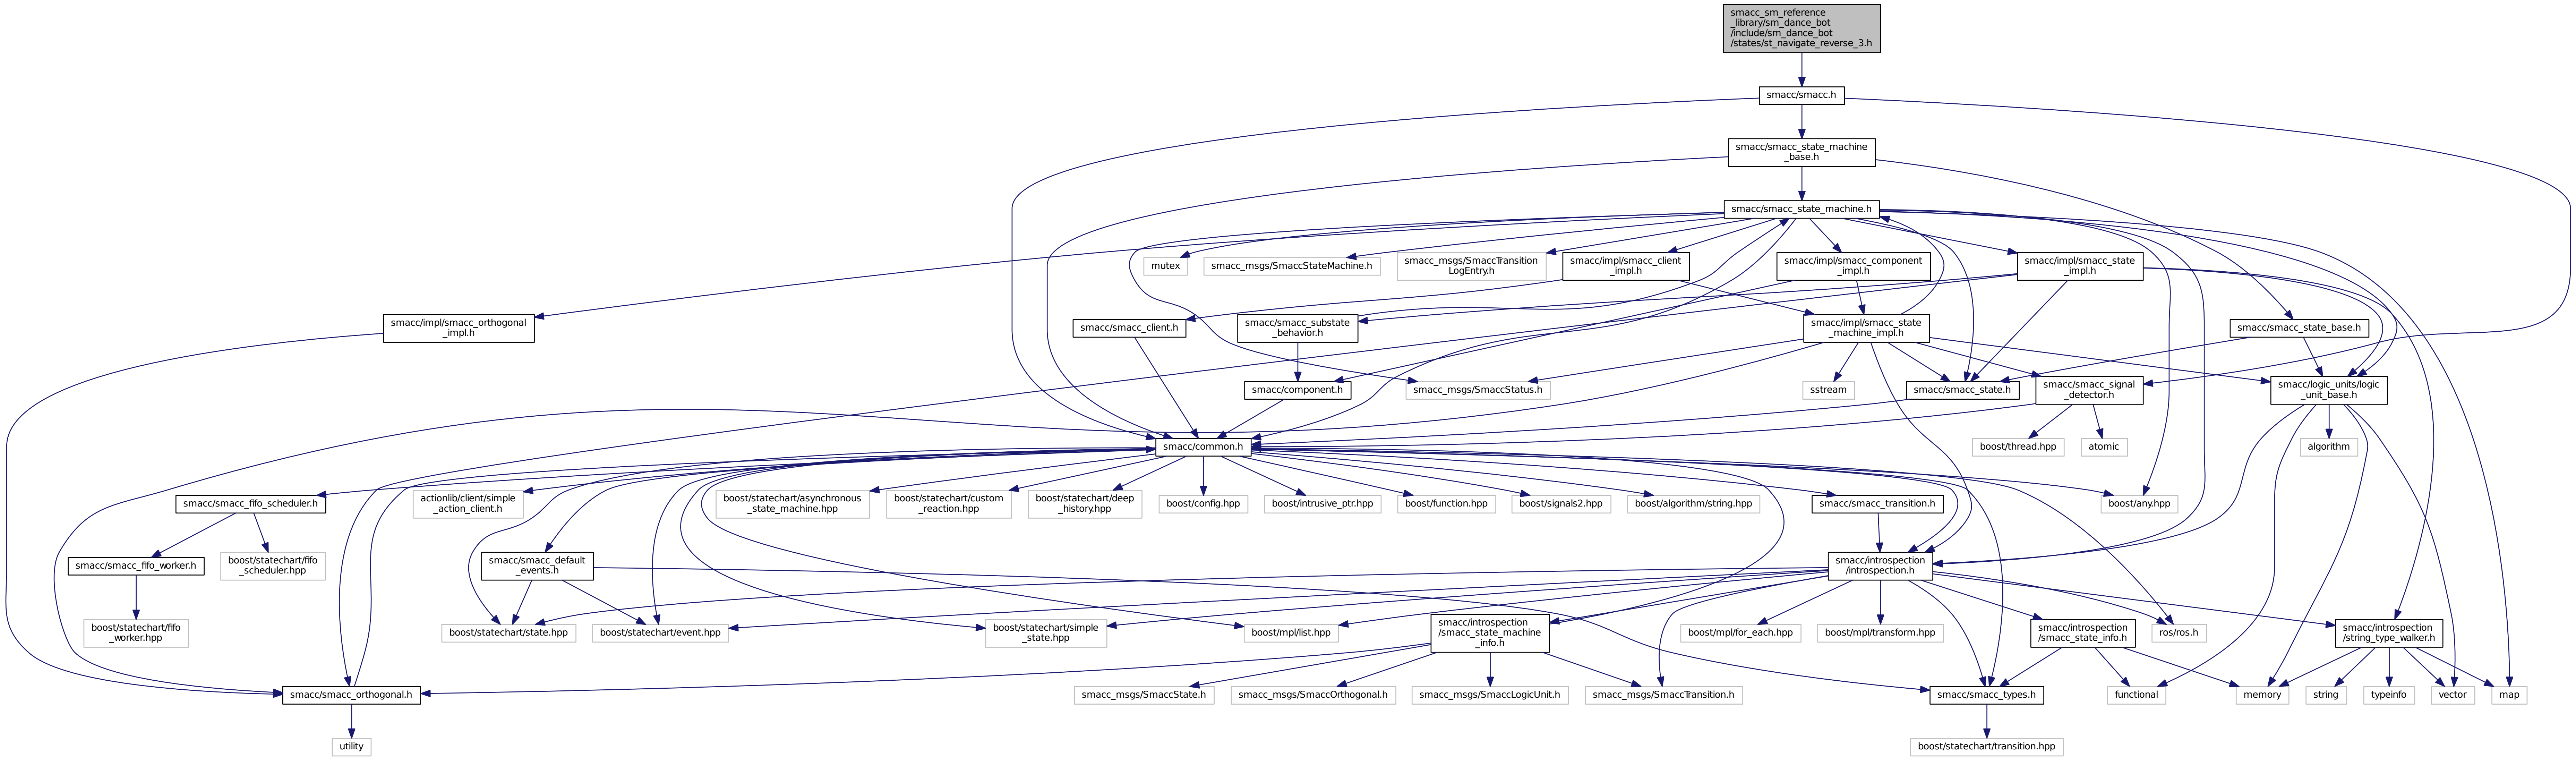 smacc_sm_reference
_library/sm_dance_bot
/include/sm_dance_bot
/states/st_navigate_reverse_3.h
smacc/smacc.h
smacc/smacc_state_machine
_base.h
smacc/smacc_state_machine.h
mutex
smacc_msgs/SmaccStateMachine.h
smacc_msgs/SmaccTransition
LogEntry.h
smacc/impl/smacc_client
_impl.h
smacc/impl/smacc_component
_impl.h
smacc/impl/smacc_state
_impl.h
smacc/impl/smacc_orthogonal
_impl.h
smacc/smacc_client.h
smacc/smacc_substate
_behavior.h
smacc/impl/smacc_state
_machine_impl.h
smacc/smacc_state_base.h
smacc/component.h
smacc_msgs/SmaccStatus.h
sstream
smacc/smacc_state.h
smacc/smacc_signal
_detector.h
smacc/logic_units/logic
_unit_base.h
smacc/common.h
boost/thread.hpp
atomic
algorithm
smacc/smacc_fifo_scheduler.h
actionlib/client/simple
_action_client.h
boost/statechart/asynchronous
_state_machine.hpp
boost/statechart/custom
_reaction.hpp
boost/statechart/deep
_history.hpp
boost/config.hpp
boost/intrusive_ptr.hpp
boost/function.hpp
boost/signals2.hpp
boost/algorithm/string.hpp
smacc/smacc_transition.h
boost/any.hpp
smacc/smacc_fifo_worker.h
boost/statechart/fifo
_scheduler.hpp
smacc/smacc_default
_events.h
smacc/introspection
/introspection.h
boost/statechart/fifo
_worker.hpp
boost/statechart/state.hpp
boost/statechart/event.hpp
boost/statechart/simple
_state.hpp
boost/mpl/list.hpp
smacc/introspection
/smacc_state_machine
_info.h
boost/mpl/for_each.hpp
boost/mpl/transform.hpp
smacc/introspection
/smacc_state_info.h
ros/ros.h
smacc/introspection
/string_type_walker.h
smacc/smacc_orthogonal.h
smacc_msgs/SmaccState.h
smacc_msgs/SmaccOrthogonal.h
smacc_msgs/SmaccLogicUnit.h
smacc_msgs/SmaccTransition.h
smacc/smacc_types.h
functional
memory
string
typeinfo
vector
map
utility
boost/statechart/transition.hpp